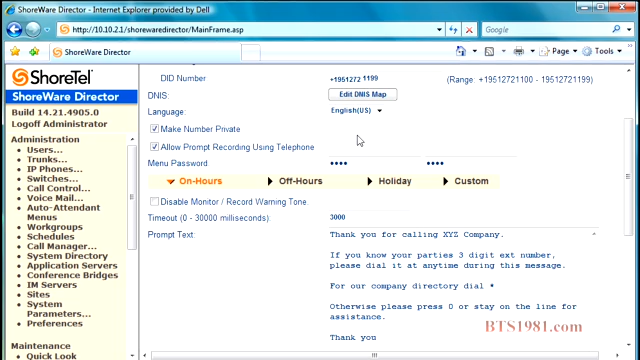 ShoreWare Director - Internet Explorer provided by Dell
http://10.10.2.1/shorewaredirector/MainFrame.asp
Google
ShoreWare Director
Page
Tools
ShoreTel
ShoreWare Director
Build 14.21.4905.0
Logoff Administrator
Administration
Users...
Trunks...
IP Phones...
Switches...
Call Control...
Voice Mail...
Auto-Attendant
Menus
Workgroups
Schedules
Call Manager...
System Directory
Application Servers
Conference Bridges
IM Servers
Sites
System
Parameters...
Preferences
Maintenance
Quick Look
DID Number
+1951272 1199
(Range: +19512721100 - 19512721199)
DNIS:
Edit DNIS Map
Language:
English(US)
Make Number Private
Allow Prompt Recording Using Telephone
Menu Password
On-Hours
Off-Hours
Holiday
Custom
Disable Monitor / Record Warning Tone.
Timeout (0 - 30000 milliseconds)
3000
Prompt Text:
Thank you for calling XYZ Company.
If you know your parties 3 digit ext number,
please dial it at anytime during this message.
For our company directory dial *
Otherwise please press 0 or stay on the line for
assistance.
Thank you
BTS1981.com